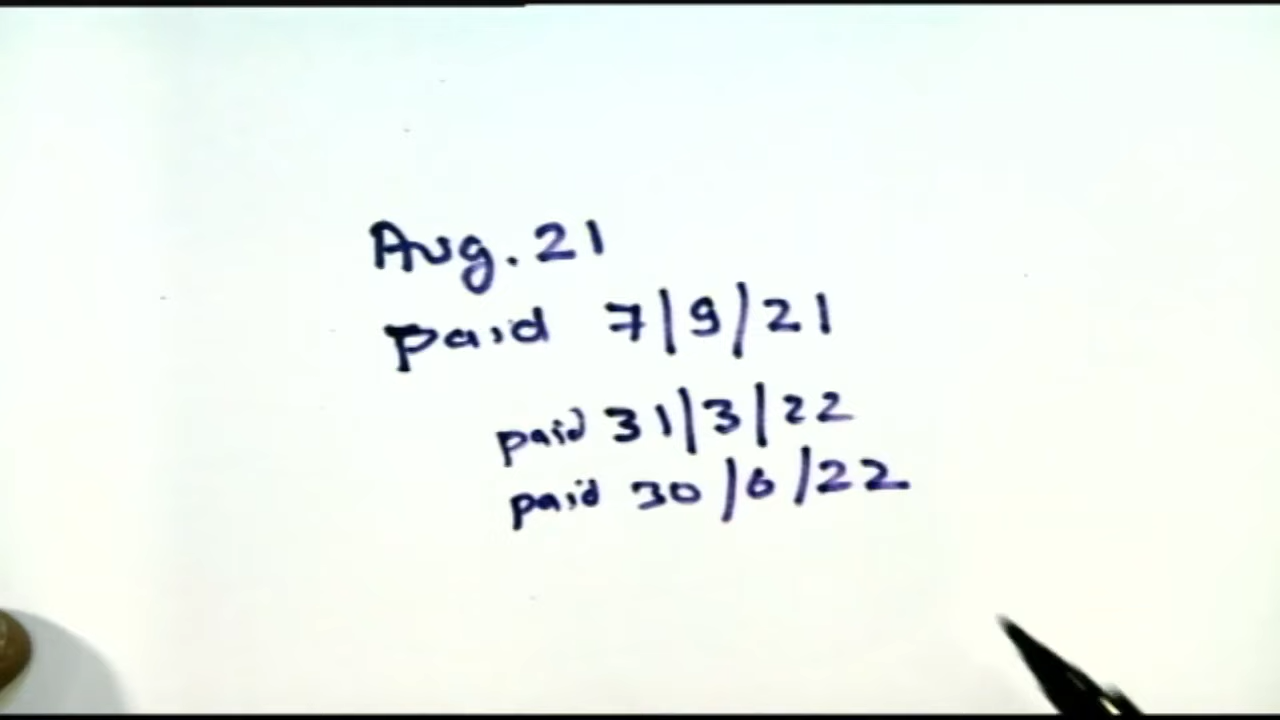 Aug. 21
paid 7/9/21
paid 31/3/22
paid 30/6/22